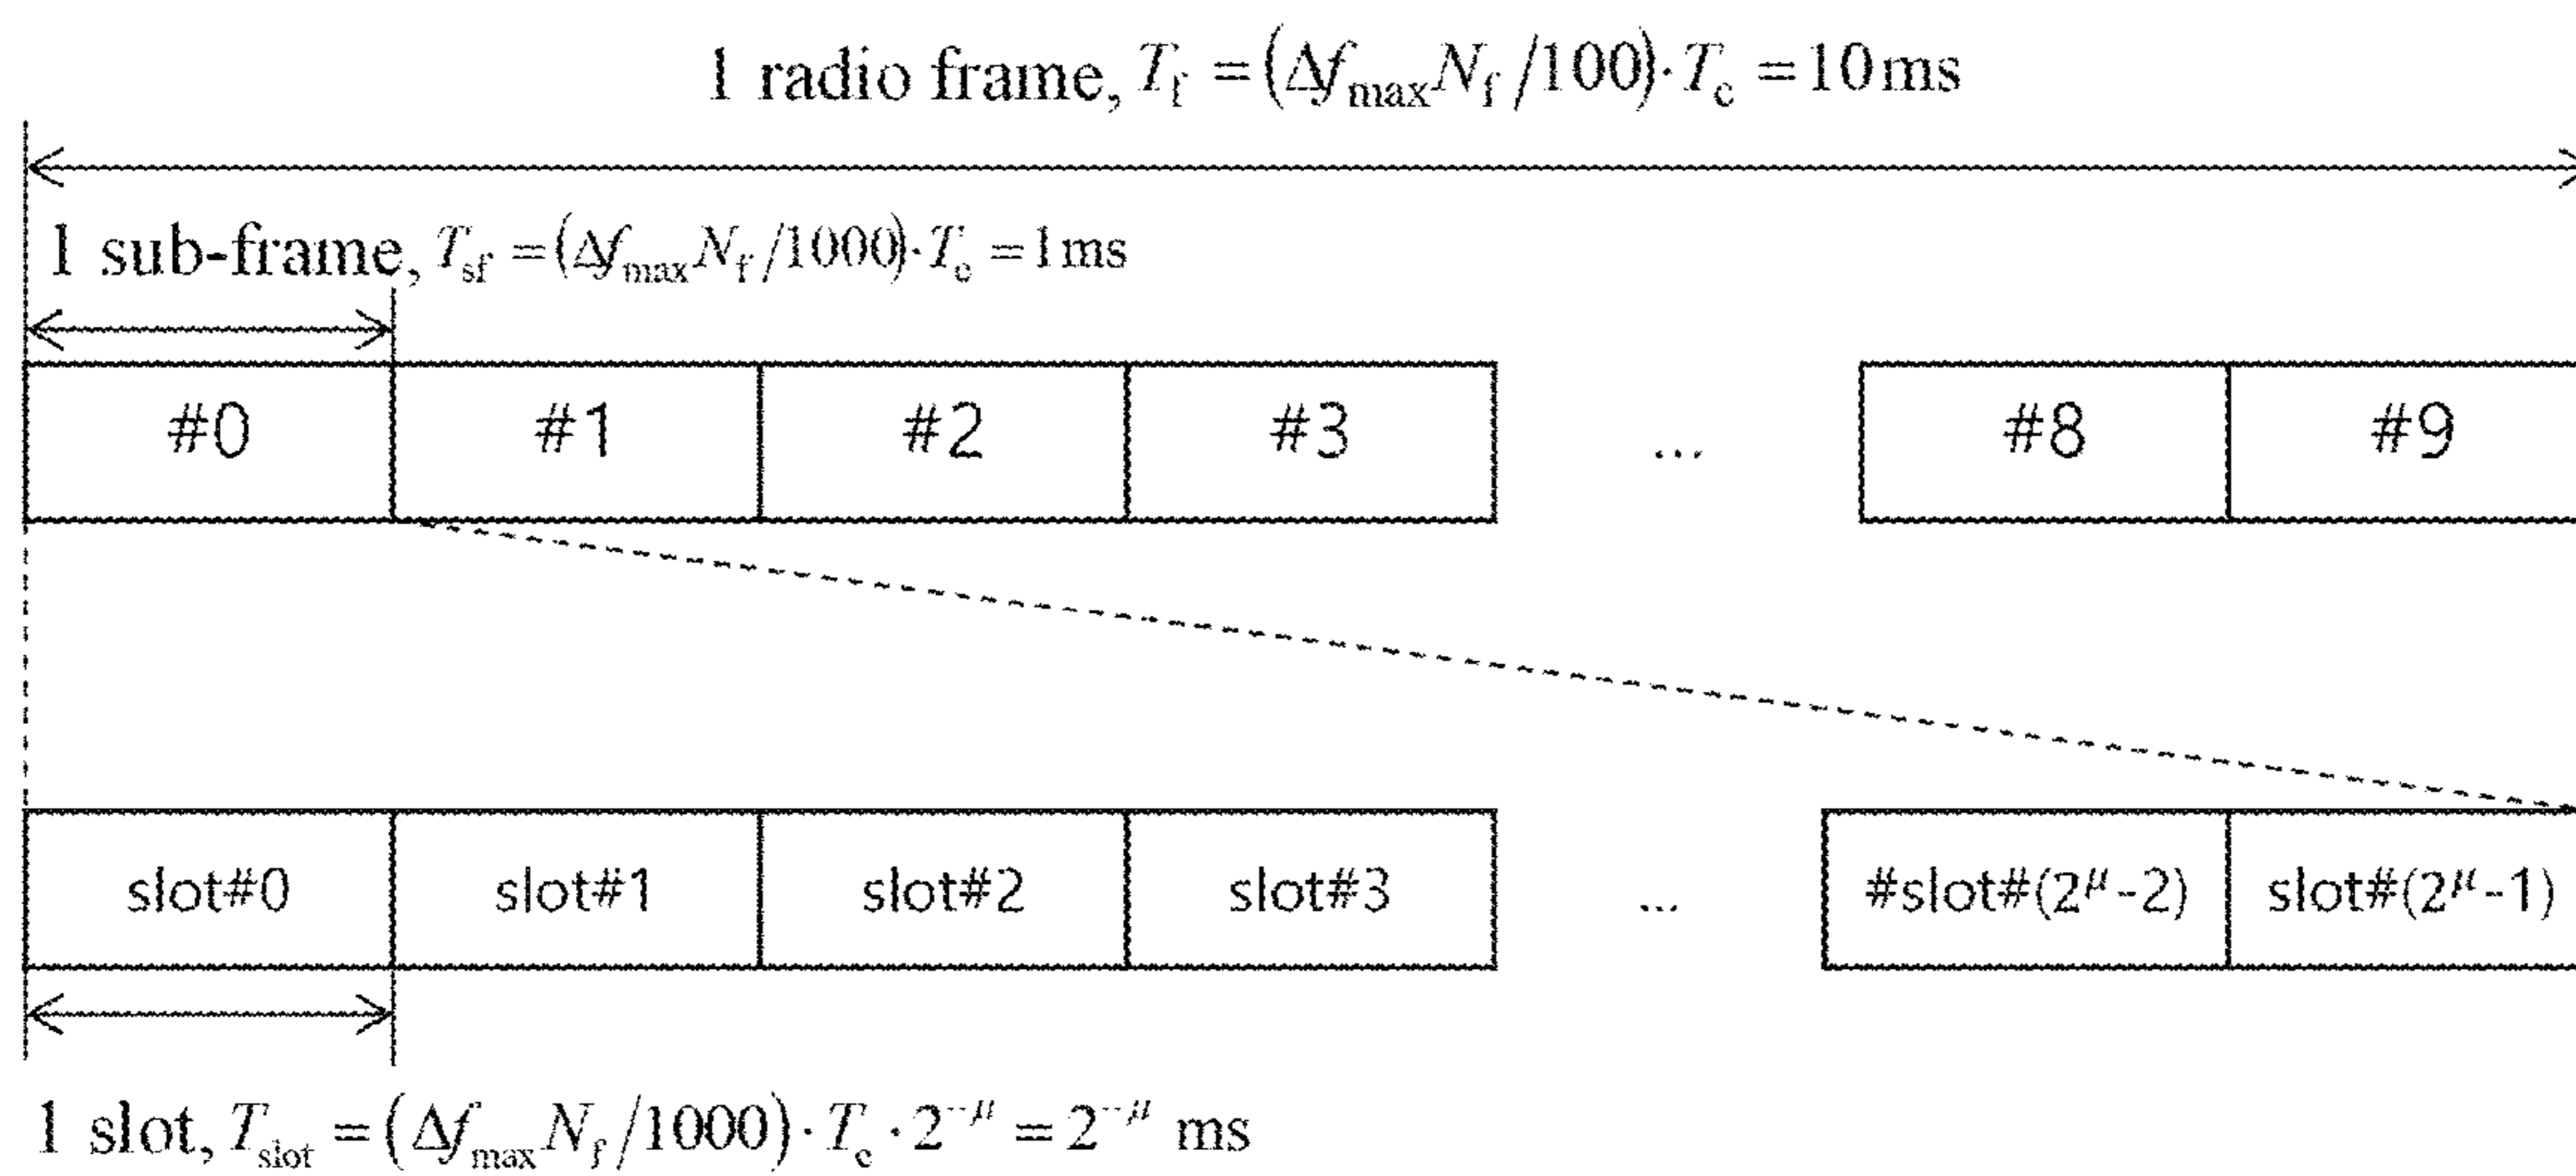 1 radio frame, T_f = (Δf_max N_f /100)·T_c = 10 ms
1 sub-frame, T_sf = (Δf_max N_f /1000)·T_c = 1 ms
#0 #1 #2 #3 ... #8 #9
slot#0 slot#1 slot#2 slot#3 ... #slot#(2^μ-2) slot#(2^μ-1)
1 slot, T_slot = (Δf_max N_f /1000)·T_c·2^-μ = 2^-μ ms